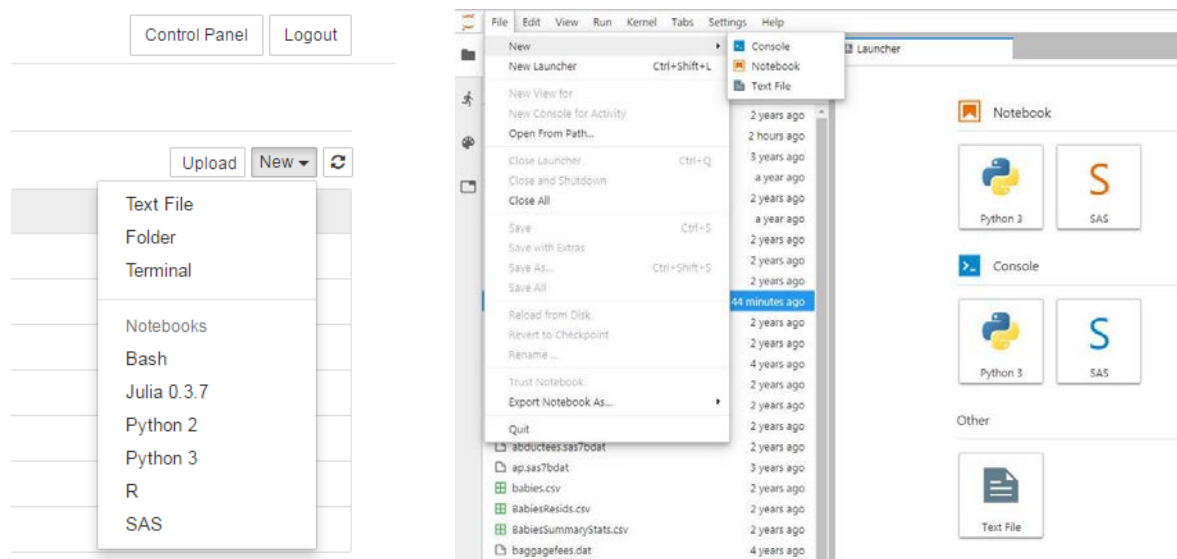 Control Panel
Logout
Upload
New
Text File
Folder
Terminal
Notebooks
Bash
Julia 0.3.7
Python 2
Python 3
R
SAS
File Edit View Run Kernel Tabs Settings Help
New
New Launcher Ctrl+Shift+L
New View for
New Console for Activity
Open From Path...
Close Launcher Ctrl+Q
Close and Shutdown
Close All
Save Ctrl+S
Save with Extras
Save As... Ctrl+Shift+S
Save All
Reload from Disk
Revert to Checkpoint
Rename ...
Trust Notebook
Export Notebook As...
Quit
Console
Notebook
Text File
2 years ago
2 hours ago
3 years ago
a year ago
2 years ago
a year ago
2 years ago
2 years ago
2 years ago
44 minutes ago
2 years ago
2 years ago
4 years ago
2 years ago
2 years ago
2 years ago
abductees.sas7bdat 2 years ago
ap.sas7bdat 3 years ago
babies.csv 2 years ago
BabiesResids.csv 2 years ago
BabiesSummaryStats.csv 2 years ago
baggagefees.dat 4 years ago
Launcher
Notebook
Python 3
S
SAS
Console
Python 3
S
SAS
Other
Text File